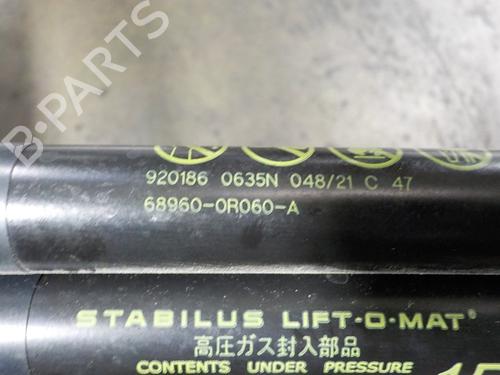 B-PARTS
920186 0635N 048/21 C 47
68960-0R060-A
STABILUS LIFT-O-MAT®
高圧ガス封入部品
CONTENTS UNDER PRESSURE